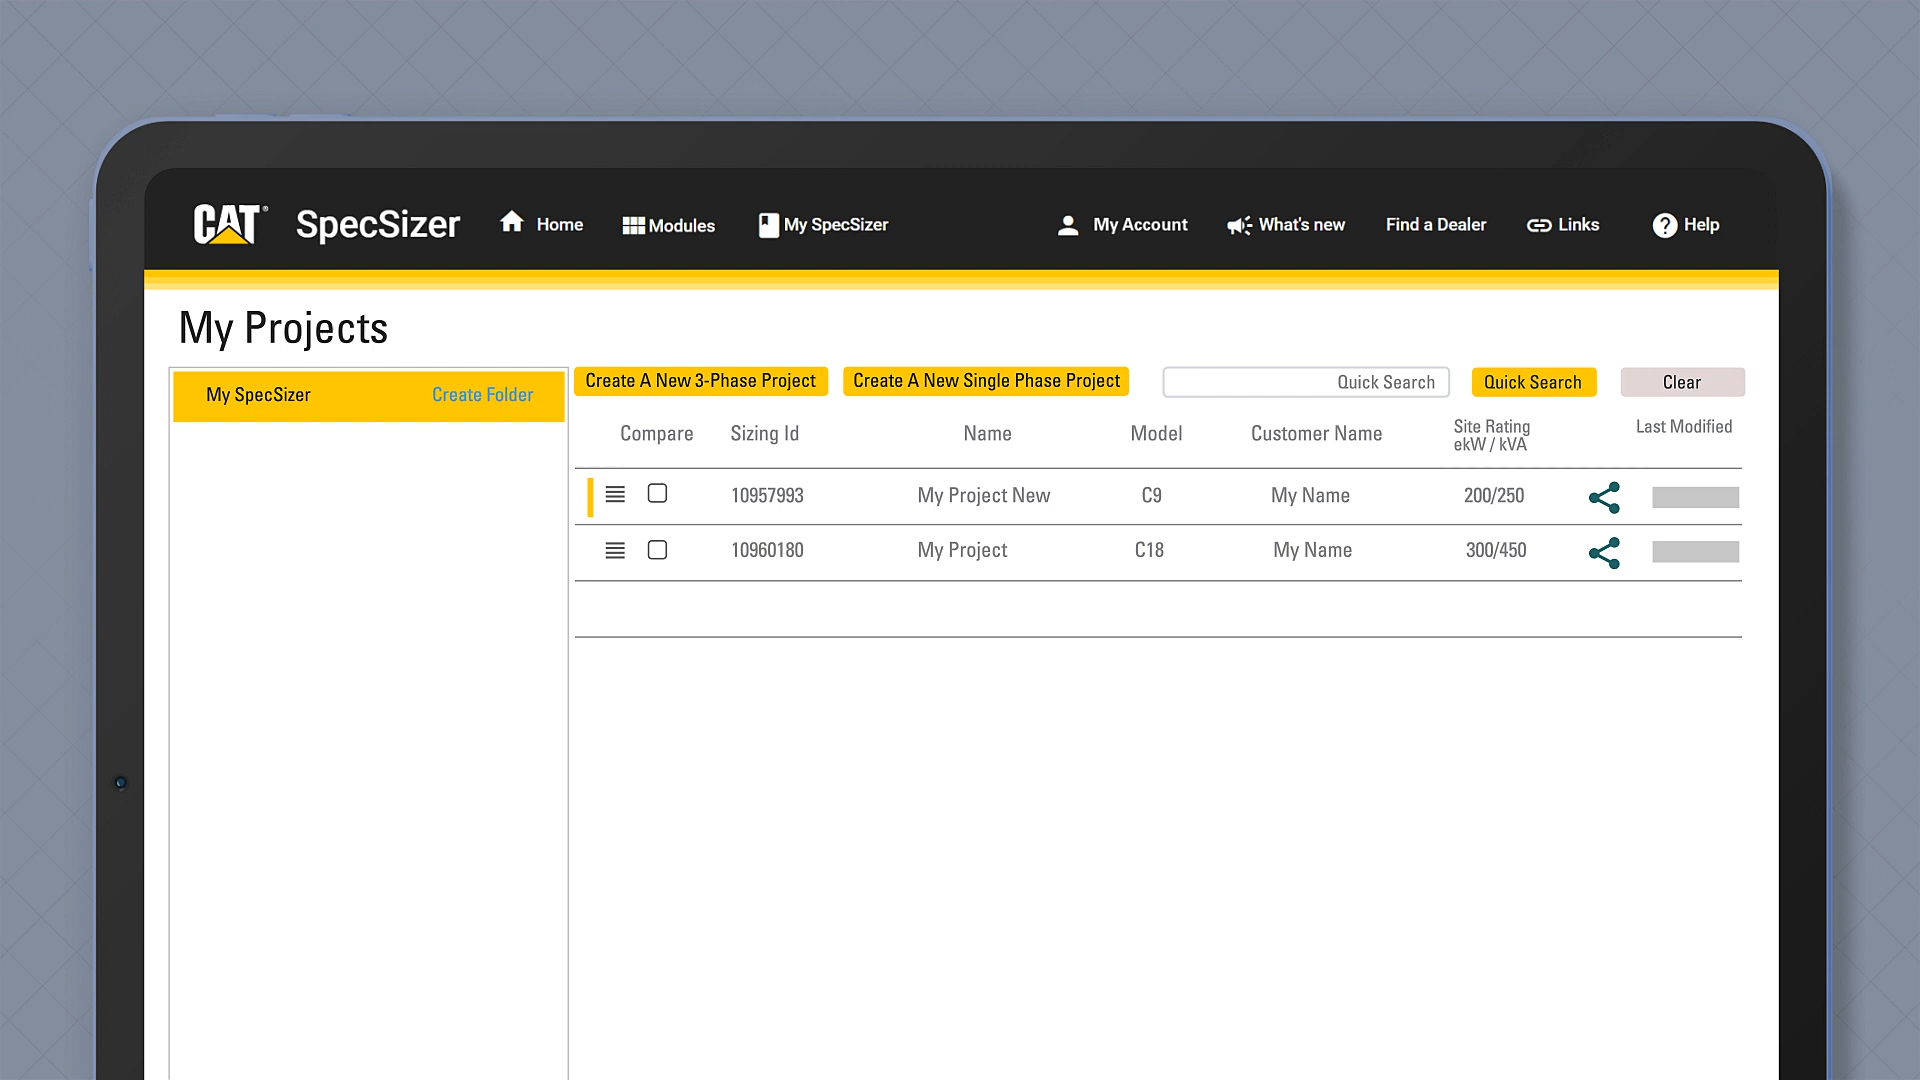 CAT® SpecSizer Home Modules My SpecSizer My Account What's new Find a Dealer Links Help
My Projects
My SpecSizer Create Folder
Create A New 3-Phase Project Create A New Single Phase Project Quick Search Quick Search Clear
Compare Sizing Id Name Model Customer Name Site Rating Last Modified
ekW / kVA
10957993 My Project New C9 My Name 200/250
10960180 My Project C18 My Name 300/450